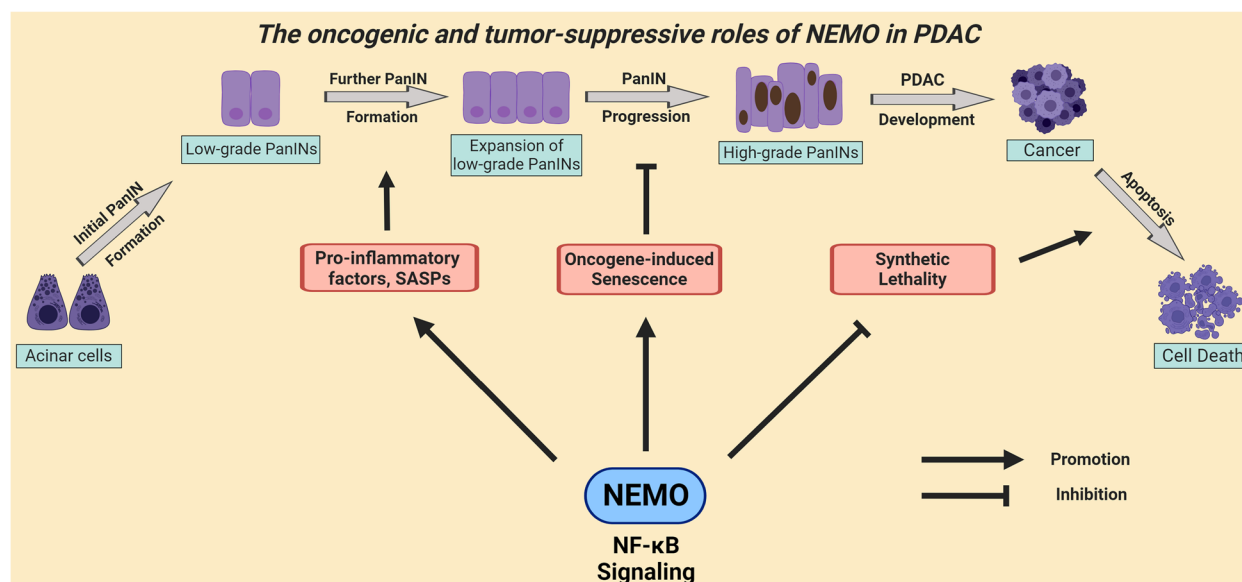 The oncogenic and tumor-suppressive roles of NEMO in PDAC
Further PanIN
Formation
PanIN
Progression
PDAC
Development
Low-grade PanINs
Expansion of
low-grade PanINs
High-grade PanINs
Cancer
Initial PanIN
Formation
Apoptosis
Acinar cells
Cell Death
Pro-inflammatory
factors, SASPs
Oncogene-induced
Senescence
Synthetic
Lethality
NEMO
NF-κB
Signaling
Promotion
Inhibition